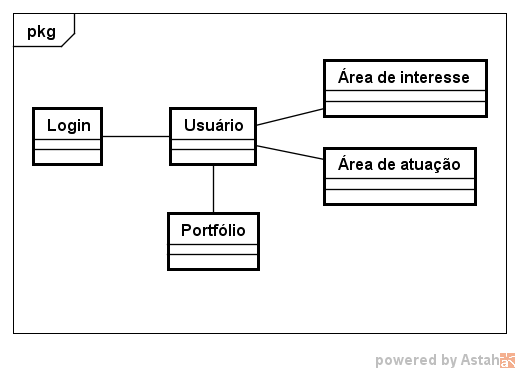 pkg
Área de interesse
Login
Usuário
Área de atuação
Portfólio
powered by Astah